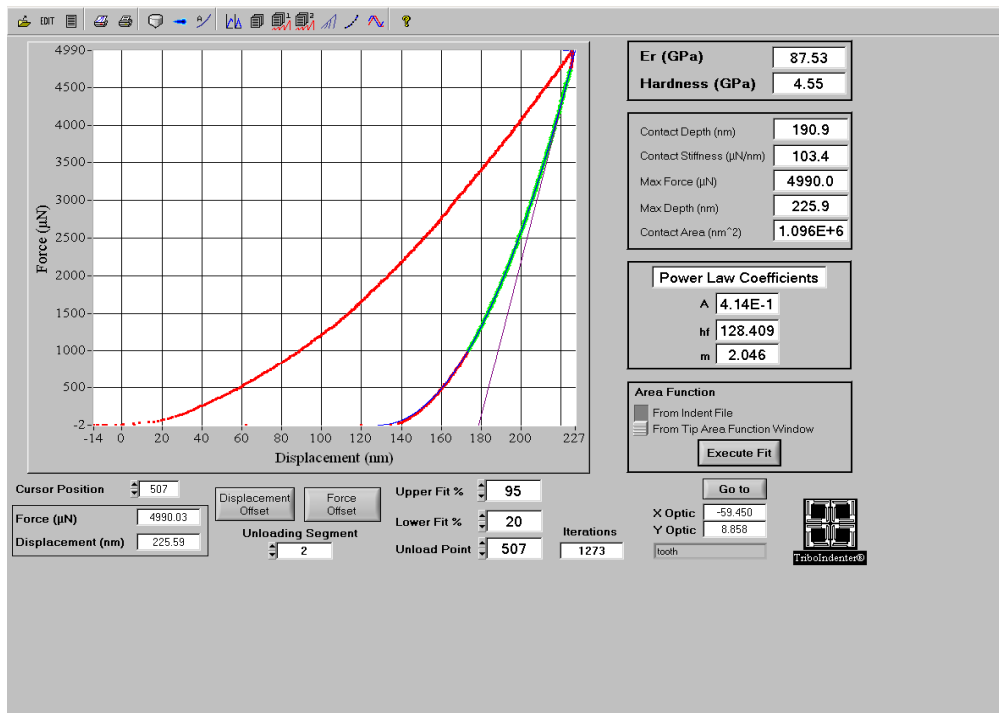 EDIT
1
2
Force (µN)
4990-
4500-
4000-
3500-
3000-
2500-
2000-
1500-
1000-
500-
-2-
-14 0 20 40 60 80 100 120 140 160 180 200 227
Displacement (nm)
Er (GPa) 87.53
Hardness (GPa) 4.55
Contact Depth (nm) 190.9
Contact Stiffness (µN/nm) 103.4
Max Force (µN) 4990.0
Max Depth (nm) 225.9
Contact Area (nm^2) 1.096E+6
Power Law Coefficients
A 4.14E-1
hf 128.409
m 2.046
Area Function
From Indent File
From Tip Area Function Window
Execute Fit
Cursor Position 507
Force (µN) 4990.03
Displacement (nm) 225.59
Displacement Offset
Force Offset
Unloading Segment
2
Upper Fit % 95
Lower Fit % 20
Unload Point 507
Iterations
1273
Go to
X Optic -59.450
Y Optic 8.858
tooth
TriboIndenter®